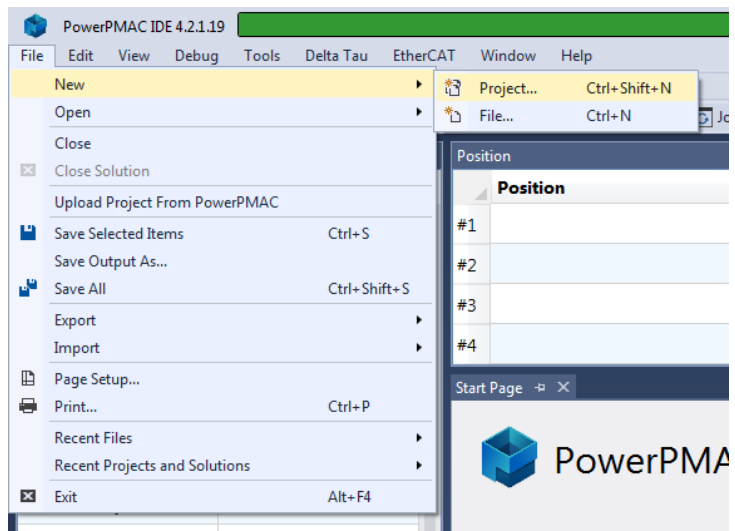 PowerPMAC IDE 4.2.1.19
File Edit View Debug Tools Delta Tau EtherCAT Window Help
New
Project... Ctrl+Shift+N
Open
File... Ctrl+N
Jo
Close
Close Solution
Position
Upload Project From PowerPMAC
Position
Save Selected Items Ctrl+S
#1
Save Output As...
#2
Save All Ctrl+Shift+S
#3
Export
Import
#4
Page Setup...
Start Page
Print... Ctrl+P
Recent Files
Recent Projects and Solutions
PowerPMA
Exit Alt+F4